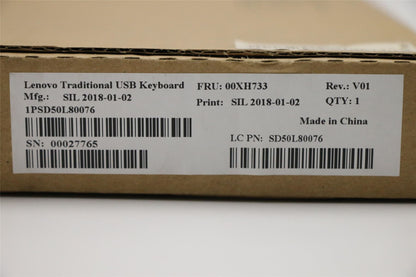 Lenovo Traditional USB Keyboard FRU: 00XH733 Rev.: V01
Mfg.: SIL 2018-01-02 Print: SIL 2018-01-02 QTY: 1
1PSD50L80076
Made in China
SN: 00027765 LC PN: SD50L80076